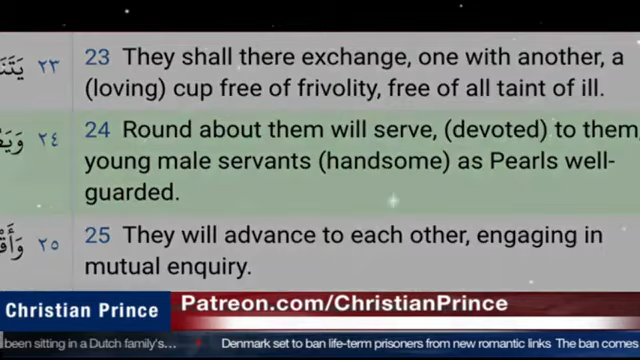 ٢٣ 23 They shall there exchange, one with another, a
(loving) cup free of frivolity, free of all taint of ill.
٢٤ 24 Round about them will serve, (devoted) to them,
young male servants (handsome) as Pearls well-
guarded.
٢٥ 25 They will advance to each other, engaging in
mutual enquiry.
Christian Prince
Patreon.com/ChristianPrince
been sitting in a Dutch family's... Denmark set to ban life-term prisoners from new romantic links The ban comes